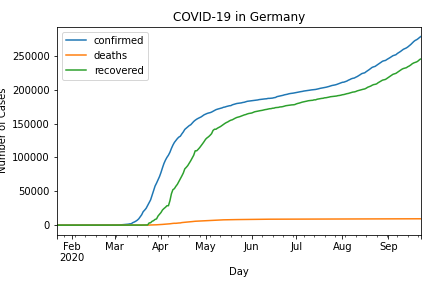 COVID-19 in Germany
confirmed
deaths
recovered
250000
200000
150000
100000
50000
0
Number of Cases
Feb Mar Apr May Jun Jul Aug Sep
2020
Day